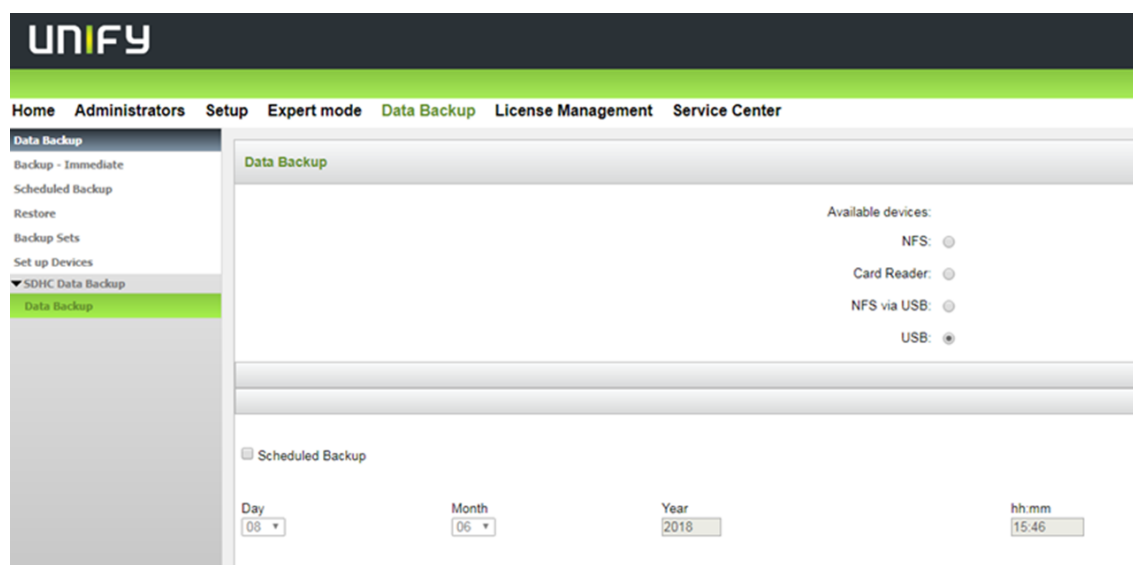 UNIFY
Home Administrators Setup Expert mode Data Backup License Management Service Center
Data Backup
Backup - Immediate
Scheduled Backup
Restore
Backup Sets
Set up Devices
SDHC Data Backup
Data Backup
Data Backup
Available devices:
NFS:
Card Reader:
NFS via USB:
USB:
Scheduled Backup
Day Month Year hh:mm
08 06 2018 15:46